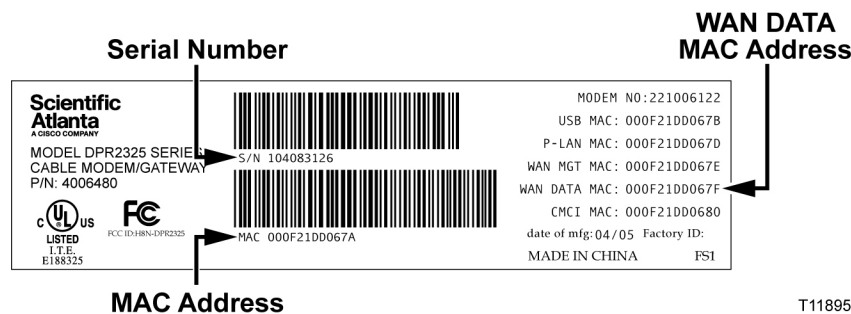 WAN DATA
MAC Address
Serial Number
Scientific
Atlanta
A CISCO COMPANY
MODEL DPR2325 SERIES
CABLE MODEM/GATEWAY
P/N: 4006480
C UL ® US
LISTED
I.T.E.
E188325
FC
FCC ID:H8N-DPR2325
S/N 104083126
MAC 000F21DD067A
MODEM NO:221006122
USB MAC: 000F21DD067B
P-LAN MAC: 000F21DD067D
WAN MGT MAC: 000F21DD067E
WAN DATA MAC: 000F21DD067F
CMCI MAC: 000F21DD0680
date of mfg: 04/05 Factory ID:
MADE IN CHINA FS1
MAC Address
T11895